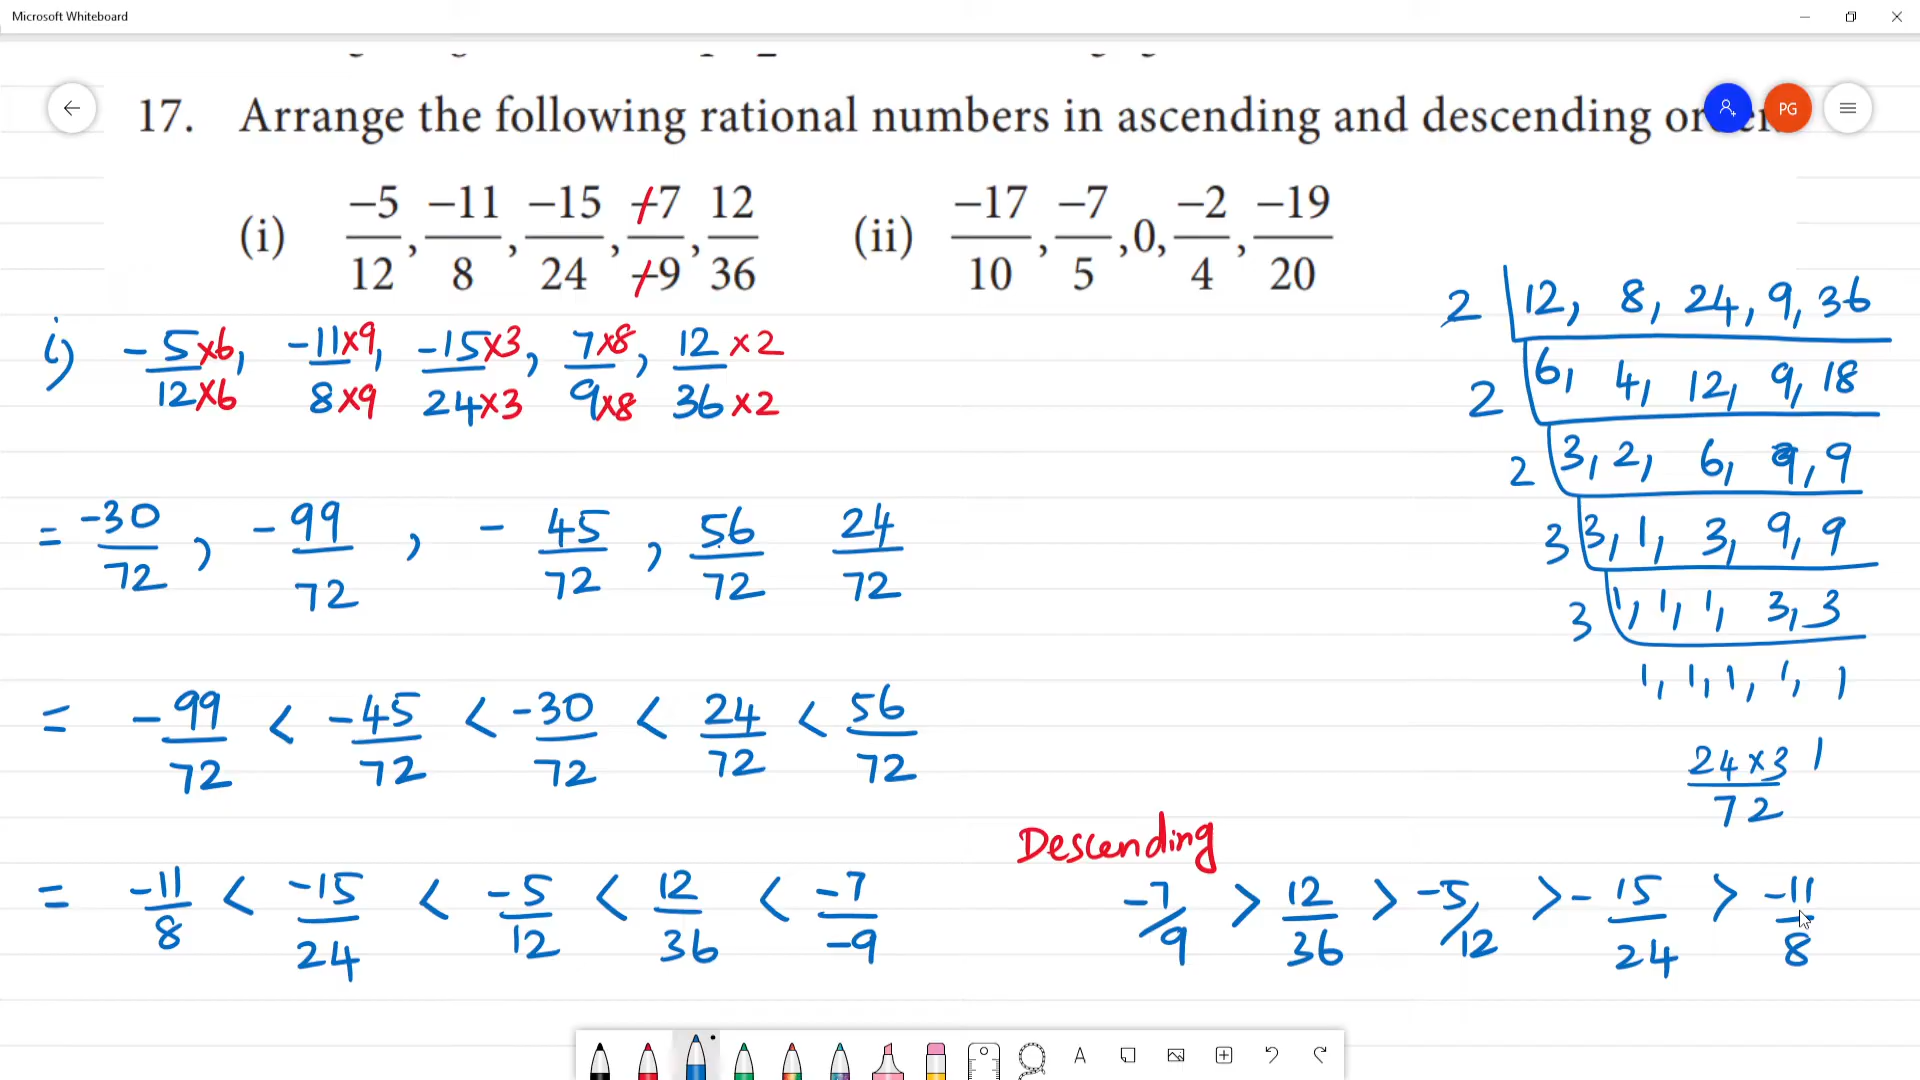 Microsoft Whiteboard
17. Arrange the following rational numbers in ascending and descending or
PG
(i) -5/12, -11/8, -15/24, -7/-9, 12/36 (ii) -17/10, -7/5, 0, -2/4, -19/20
2 | 12, 8, 24, 9, 36
i) -5×6/12×6, -11×9/8×9, -15×3/24×3, 7×8/9×8, 12×2/36×2
2 | 6, 4, 12, 9, 18
2 | 3, 2, 6, 9, 9
= -30/72, -99/72, -45/72, 56/72 24/72
3 | 3, 1, 3, 9, 9
3 | 1, 1, 1, 3, 3
1, 1, 1, 1, 1
= -99/72 < -45/72 < -30/72 < 24/72 < 56/72
24×3/72 1
Descending
= -11/8 < -15/24 < -5/12 < 12/36 < -7/-9
-7/9 > 12/36 > -5/12 > -15/24 > -11/8
A